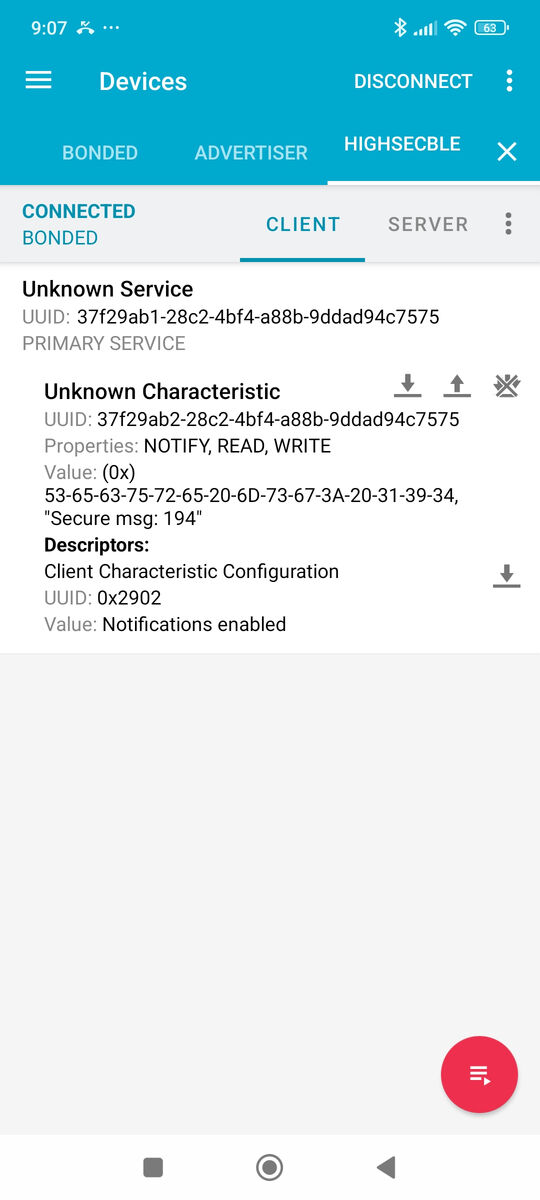 9:07 ... 63
Devices DISCONNECT
BONDED ADVERTISER HIGHSECBLE
CONNECTED
BONDED
CLIENT SERVER
Unknown Service
UUID: 37f29ab1-28c2-4bf4-a88b-9ddad94c7575
PRIMARY SERVICE
Unknown Characteristic
UUID: 37f29ab2-28c2-4bf4-a88b-9ddad94c7575
Properties: NOTIFY, READ, WRITE
Value: (0x)
53-65-63-75-72-65-20-6D-73-67-3A-20-31-39-34,
"Secure msg: 194"
Descriptors:
Client Characteristic Configuration
UUID: 0x2902
Value: Notifications enabled